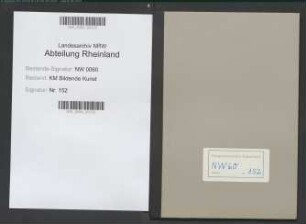 Landesarchiv NRW
Abteilung Rheinland
Bestands-Signatur: NW 0060
Bestand: KM Bildende Kunst
Signatur: Nr. 152
NW 60 - 152